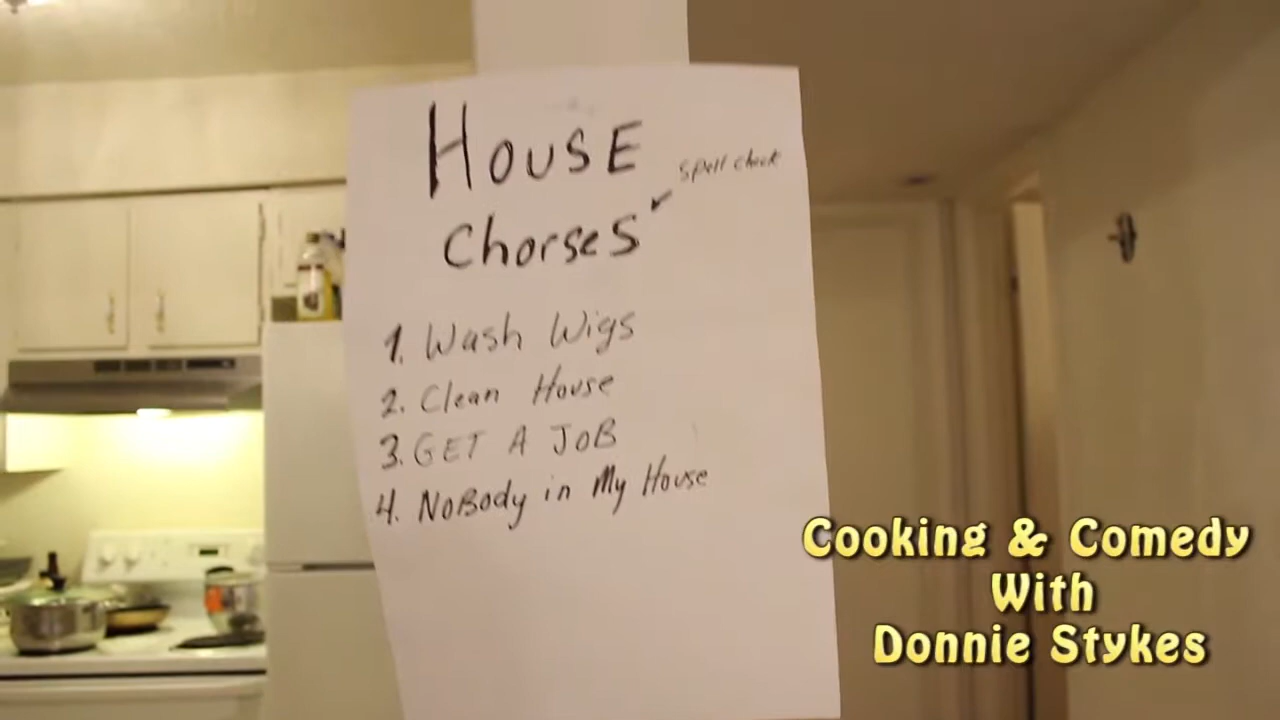 HOUSE
Spell check
Chorses
1. Wash Wigs
2. Clean House
3. GET A JOB
4. NoBody in My House
Cooking & Comedy
With
Donnie Stykes